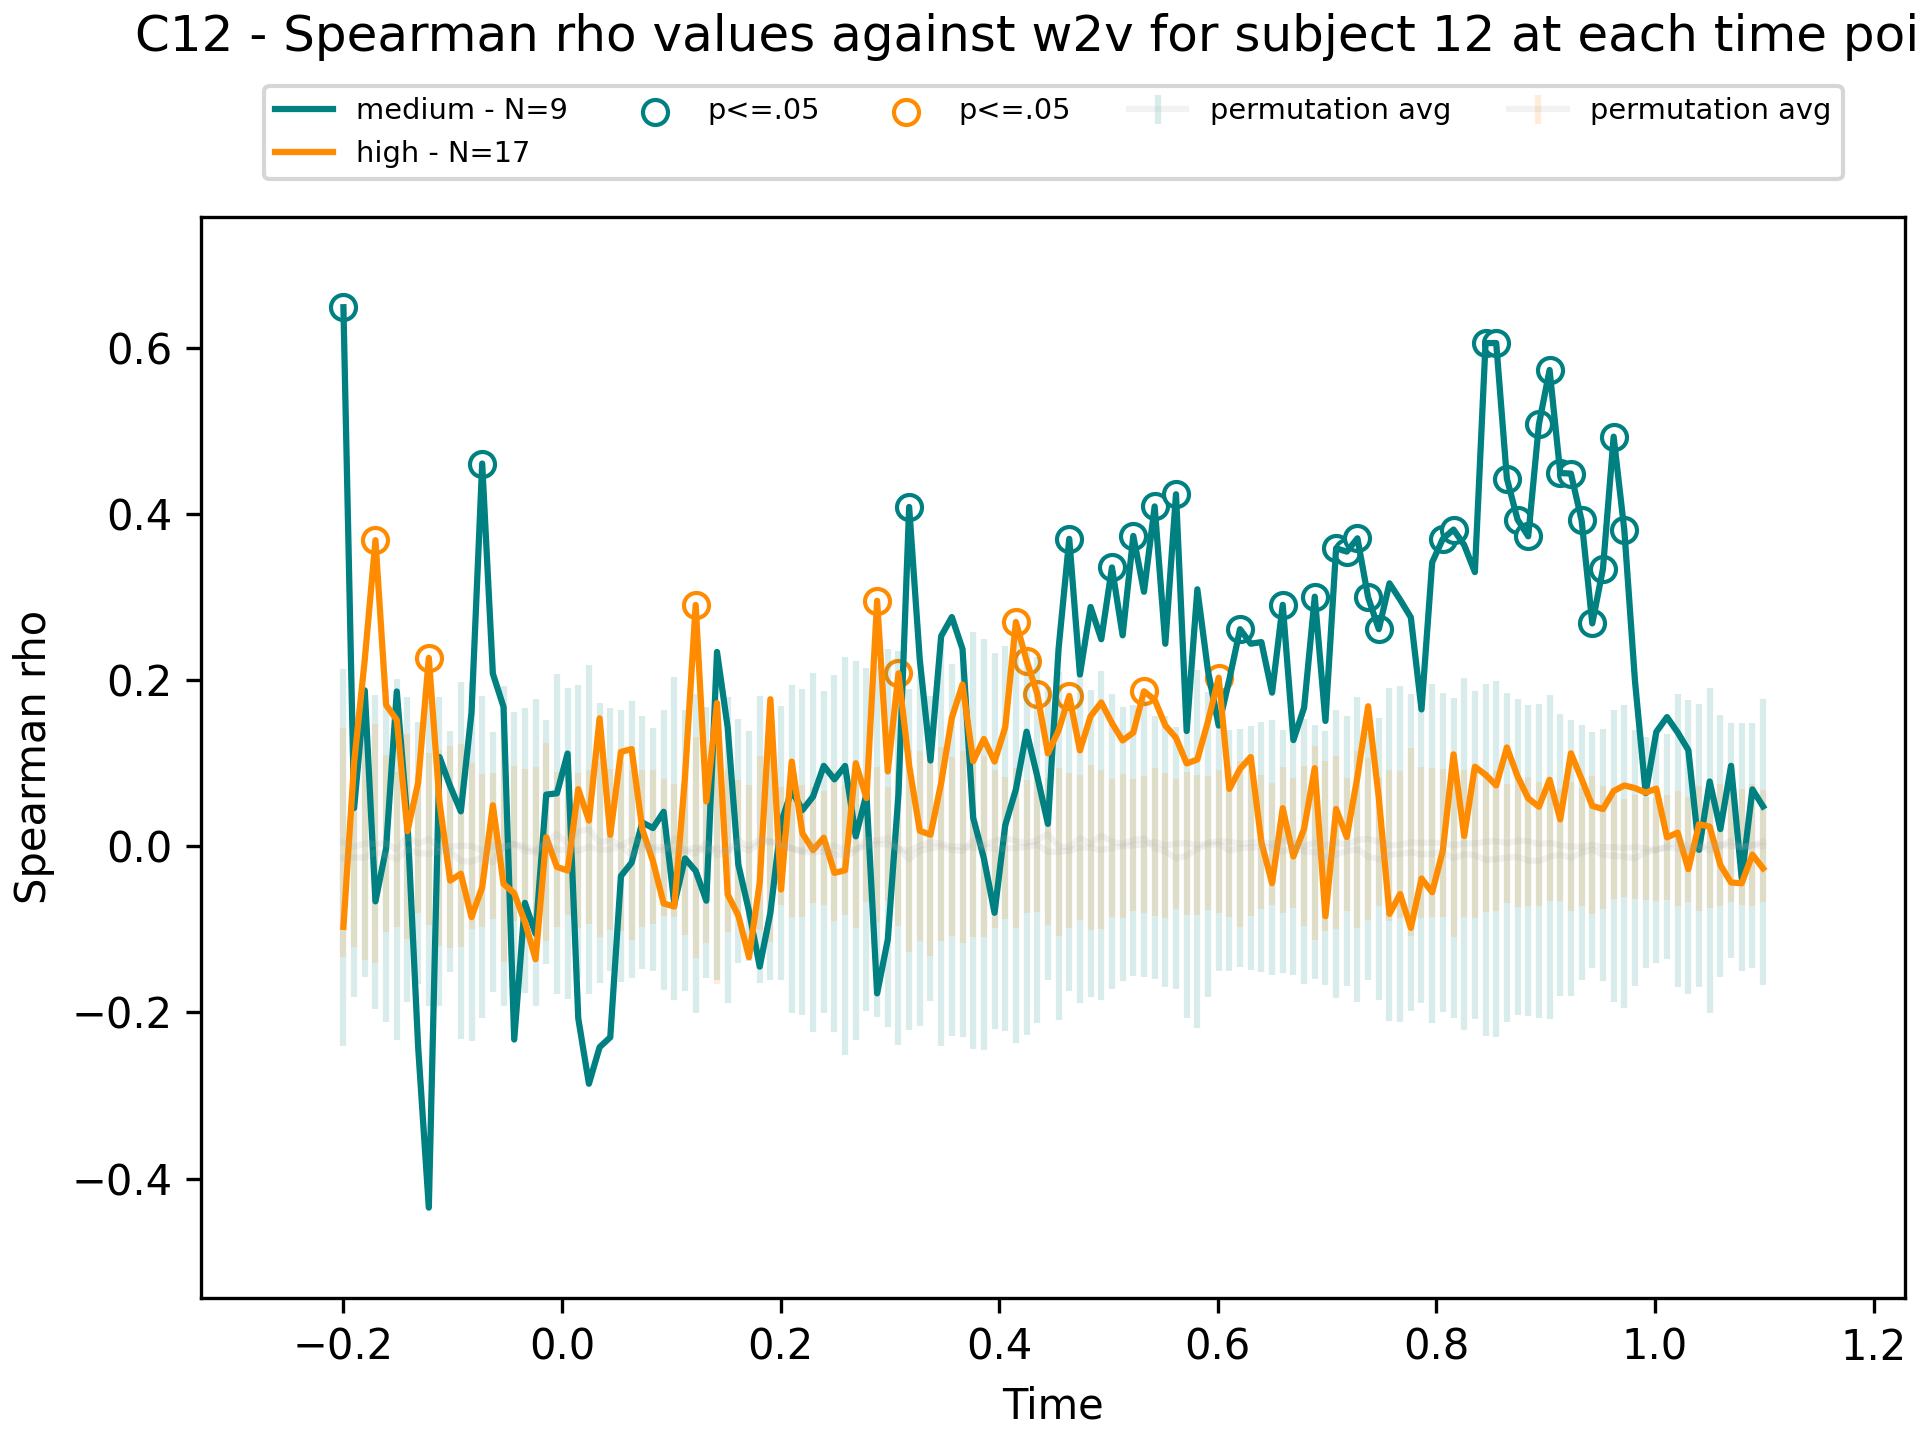 C12 - Spearman rho values against w2v for subject 12 at each time poi
medium - N=9
high - N=17
p<=.05
p<=.05
permutation avg
permutation avg
Spearman rho
0.6
0.4
0.2
0.0
−0.2
−0.4
−0.2 0.0 0.2 0.4 0.6 0.8 1.0 1.2
Time